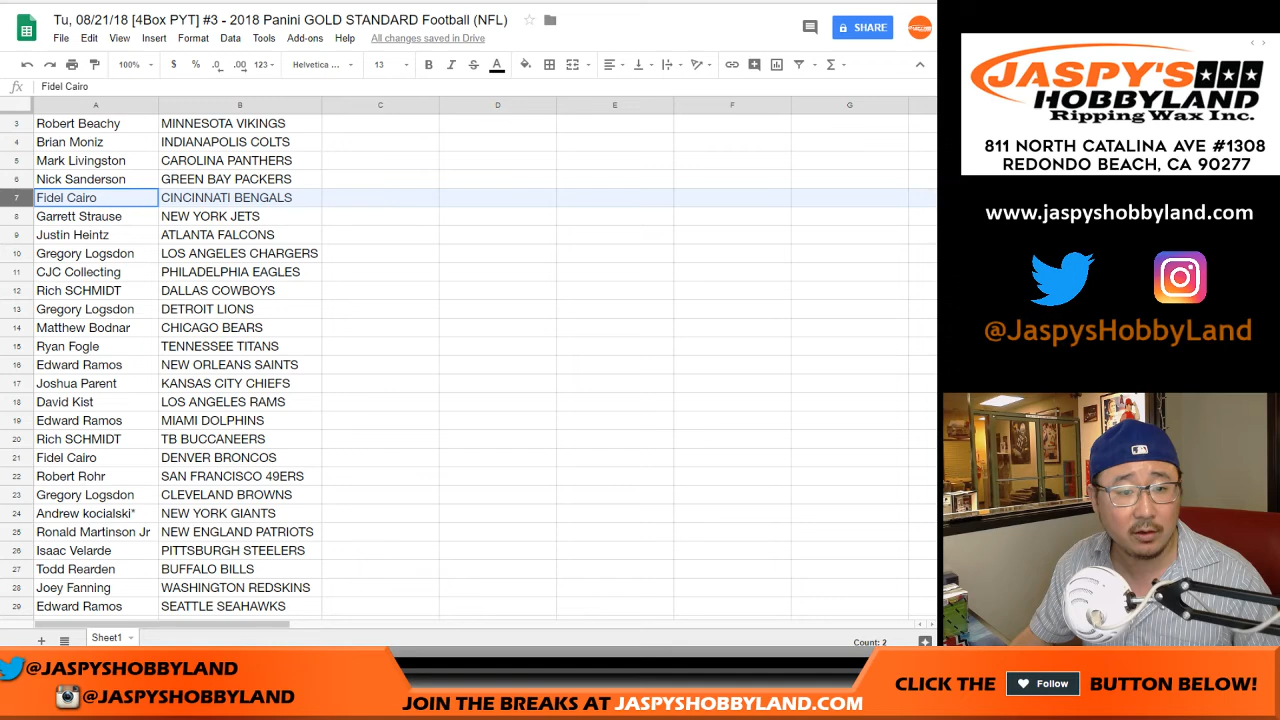 Tu, 08/21/18 [4Box PYT] #3 - 2018 Panini GOLD STANDARD Football (NFL)
SHARE
File Edit View Insert Format Data Tools Add-ons Help All changes saved in Drive
100% $ % .0 .00 123 Helvetica ... 13 B I S A
fx Fidel Cairo
A B C D E F G
3 Robert Beachy MINNESOTA VIKINGS
4 Brian Moniz INDIANAPOLIS COLTS
5 Mark Livingston CAROLINA PANTHERS
6 Nick Sanderson GREEN BAY PACKERS
7 Fidel Cairo CINCINNATI BENGALS
8 Garrett Strause NEW YORK JETS
9 Justin Heintz ATLANTA FALCONS
10 Gregory Logsdon LOS ANGELES CHARGERS
11 CJC Collecting PHILADELPHIA EAGLES
12 Rich SCHMIDT DALLAS COWBOYS
13 Gregory Logsdon DETROIT LIONS
14 Matthew Bodnar CHICAGO BEARS
15 Ryan Fogle TENNESSEE TITANS
16 Edward Ramos NEW ORLEANS SAINTS
17 Joshua Parent KANSAS CITY CHIEFS
18 David Kist LOS ANGELES RAMS
19 Edward Ramos MIAMI DOLPHINS
20 Rich SCHMIDT TB BUCCANEERS
21 Fidel Cairo DENVER BRONCOS
22 Robert Rohr SAN FRANCISCO 49ERS
23 Gregory Logsdon CLEVELAND BROWNS
24 Andrew kocialski* NEW YORK GIANTS
25 Ronald Martinson Jr NEW ENGLAND PATRIOTS
26 Isaac Velarde PITTSBURGH STEELERS
27 Todd Rearden BUFFALO BILLS
28 Joey Fanning WASHINGTON REDSKINS
29 Edward Ramos SEATTLE SEAHAWKS
Sheet1
Count: 2
JASPY'S
HOBBYLAND
Ripping Wax Inc.
811 NORTH CATALINA AVE #1308
REDONDO BEACH, CA 90277
www.jaspyshobbyland.com
@JaspysHobbyLand
@JASPYSHOBBYLAND
@JASPYSHOBBYLAND
JOIN THE BREAKS AT JASPYSHOBBYLAND.COM
CLICK THE Follow BUTTON BELOW!